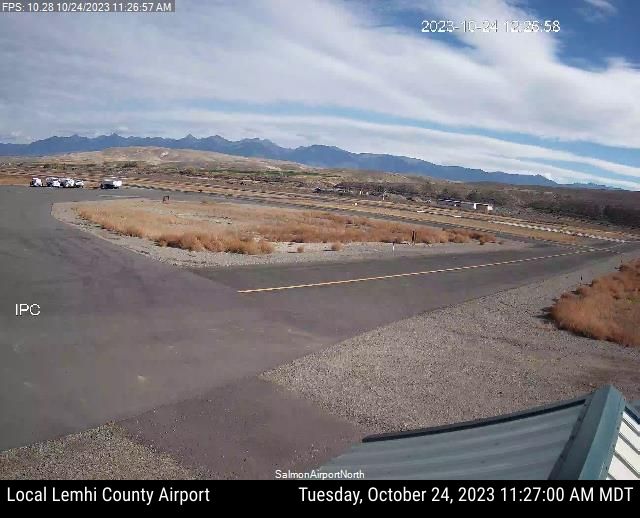 FPS: 10.28 10/24/2023 11:26:57 AM
2023-10-24 12:25:58
IPC
SalmonAirportNorth
Local Lemhi County Airport Tuesday, October 24, 2023 11:27:00 AM MDT